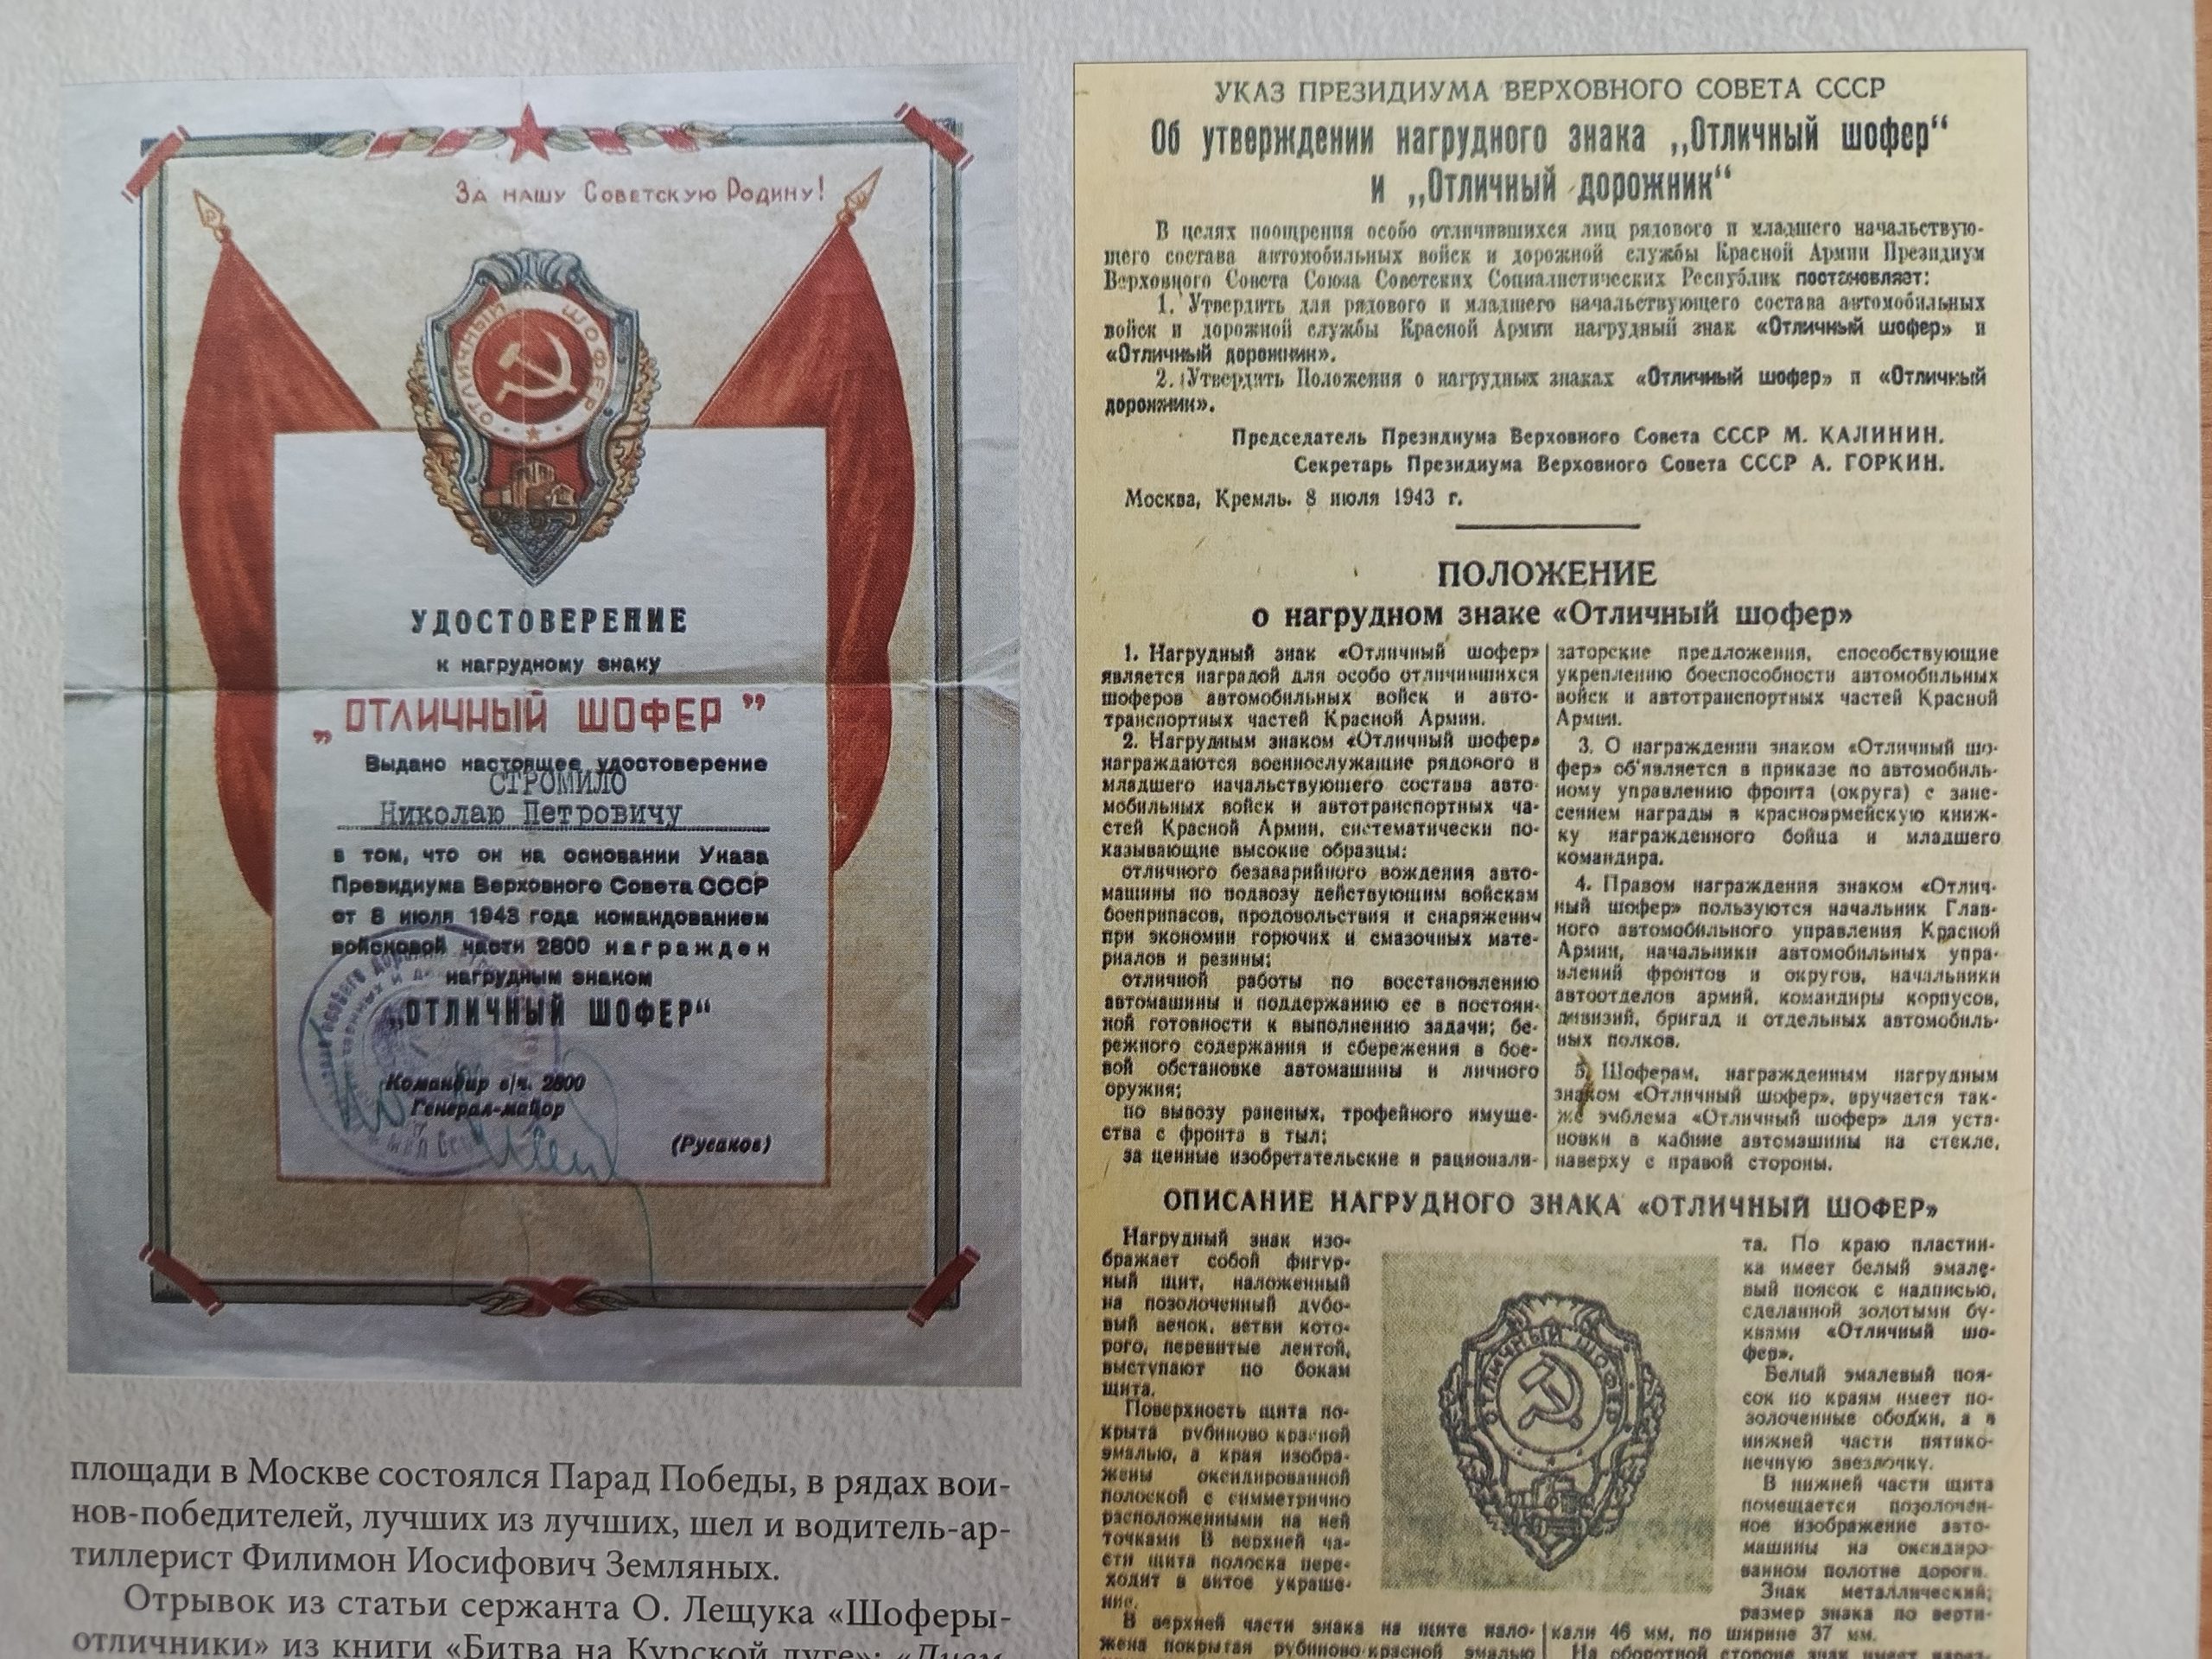 За нашу Советскую Родину!
ОТЛИЧНЫЙ ШОФЕР
УДОСТОВЕРЕНИЕ
к нагрудному знаку
„ОТЛИЧНЫЙ ШОФЕР”
Выдано настоящее удостоверение
СТРОМИЛО
Николаю Петровичу
в том, что он на основании Указа
Президиума Верховного Совета СССР
от 8 июля 1943 года командованием
войсковой части 2800 награжден
нагрудным знаком
„ОТЛИЧНЫЙ ШОФЕР“
Командир в/ч. 2800
Генерал-майор
(Русаков)
площади в Москве состоялся Парад Победы, в рядах вои-
нов-победителей, лучших из лучших, шел и водитель-ар-
тиллерист Филимон Иосифович Земляных.
Отрывок из статьи сержанта О. Лещука «Шоферы-
отличники» из книги «Битва на Курской дуге»:
УКАЗ ПРЕЗИДИУМА ВЕРХОВНОГО СОВЕТА СССР
Об утверждении нагрудного знака „Отличный шофер“
и „Отличный дорожник“
В целях поощрения особо отличившихся лиц рядового и младшего начальствую-
щего состава автомобильных войск и дорожной службы Красной Армии Президиум
Верховного Совета Союза Советских Социалистических Республик постановляет:
1. Утвердить для рядового и младшего начальствующего состава автомобильных
войск и дорожной службы Красной Армии нагрудный знак «Отличный шофер» и
«Отличный дорожник».
2. Утвердить Положения о нагрудных знаках «Отличный шофер» и «Отличный
дорожник».
Председатель Президиума Верховного Совета СССР М. КАЛИНИН.
Секретарь Президиума Верховного Совета СССР А. ГОРКИН.
Москва, Кремль. 8 июля 1943 г.
ПОЛОЖЕНИЕ
о нагрудном знаке «Отличный шофер»
1. Нагрудный знак «Отличный шофер»
является наградой для особо отличившихся
шоферов автомобильных войск и авто-
транспортных частей Красной Армии.
2. Нагрудным знаком «Отличный шофер»
награждаются военнослужащие рядового и
младшего начальствующего состава авто-
мобильных войск и автотранспортных ча-
стей Красной Армии, систематически по-
казывающие высокие образцы:
отличного безаварийного вождения авто-
машины по подвозу действующим войскам
боеприпасов, продовольствия и снаряжения
при экономии горючих и смазочных мате-
риалов и резины;
отличной работы по восстановлению
автомашины и поддержанию ее в постоян-
ной готовности к выполнению задачи; бе-
режного содержания и сбережения в бое-
вой обстановке автомашины и личного
оружия;
по вывозу раненых, трофейного имуще-
ства с фронта в тыл;
за ценные изобретательские и рационали-
заторские предложения, способствующие
укреплению боеспособности автомобильных
войск и автотранспортных частей Красной
Армии.
3. О награждении знаком «Отличный шо-
фер» об'является в приказе по автомобиль-
ному управлению фронта (округа) с зане-
сением награды в красноармейскую книж-
ку награжденного бойца и младшего
командира.
4. Правом награждения знаком «Отлич-
ный шофер» пользуются начальник Глав-
ного автомобильного управления Красной
Армии, начальники автомобильных упра-
влений фронтов и округов, начальники
автоотделов армий, командиры корпусов,
дивизий, бригад и отдельных автомобиль-
ных полков.
5. Шоферам, награжденным нагрудным
знаком «Отличный шофер», вручается так-
же эмблема «Отличный шофер» для уста-
новки в кабине автомашины на стекле,
наверху с правой стороны.
ОПИСАНИЕ НАГРУДНОГО ЗНАКА «ОТЛИЧНЫЙ ШОФЕР»
Нагрудный знак изо-
бражает собой фигур-
ный щит, наложенный
на позолоченный дубо-
вый венок, ветви кото-
рого, перевитые лентой,
выступают по бокам
щита.
Поверхность щита по-
крыта рубиново красной
эмалью, а края изобра-
жены оксидированной
полоской с симметрично
расположенными на ней
точками В верхней ча-
сти щита полоска пере-
ходит в витое украше-
ние.
В верхней части знака на щите нало-
жена покрытая рубиново-красной эмалью
ОТЛИЧНЫЙ ШОФЕР
та. По краю пластин-
ка имеет белый эмале-
вый поясок с надписью,
сделанной золотыми бу-
квами «Отличный шо-
фер».
Белый эмалевый поя-
сок по краям имеет по-
золоченные ободки, а в
нижней части пятико-
нечную звездочку.
В нижней части щита
помещается позолочен-
ное изображение авто-
машины на оксидиро-
ванном полотне дороги.
Знак металлический;
размер знака по верти-
кали 46 мм, по ширине 37 мм.
На оборотной стороне знак имеет